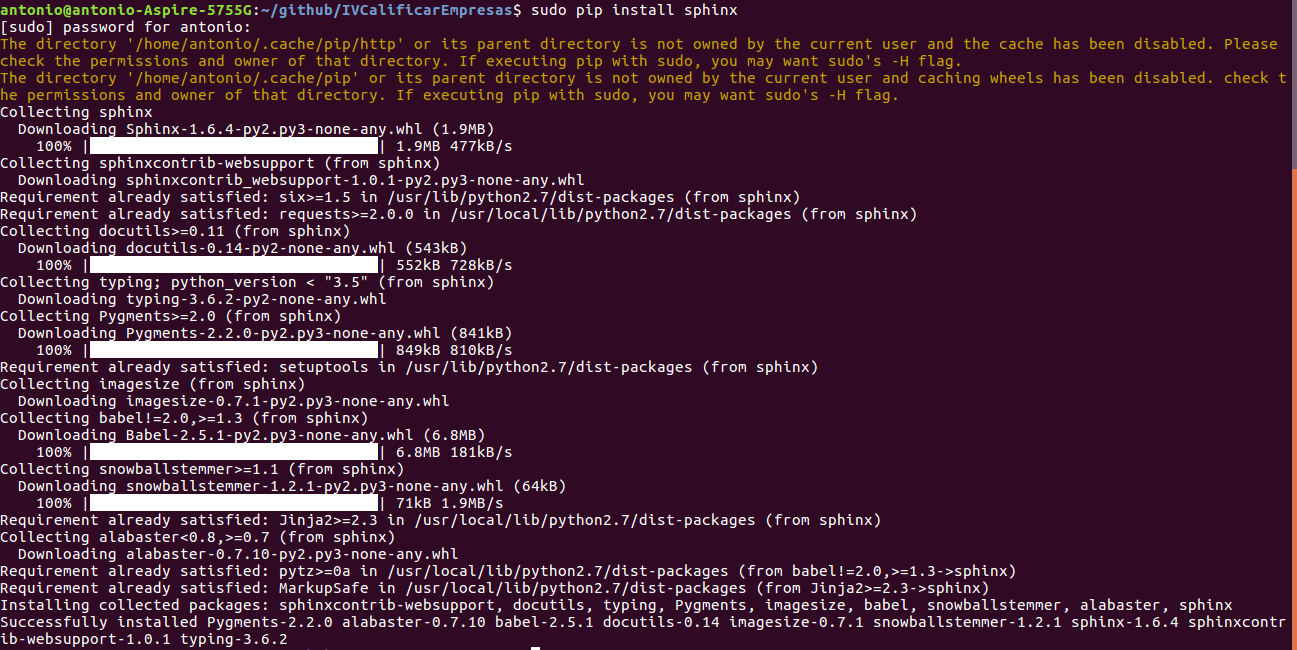 antonio@antonio-Aspire-5755G:~/github/IVCalificarEmpresas$ sudo pip install sphinx
[sudo] password for antonio:
The directory '/home/antonio/.cache/pip/http' or its parent directory is not owned by the current user and the cache has been disabled. Please
check the permissions and owner of that directory. If executing pip with sudo, you may want sudo's -H flag.
The directory '/home/antonio/.cache/pip' or its parent directory is not owned by the current user and caching wheels has been disabled. check t
he permissions and owner of that directory. If executing pip with sudo, you may want sudo's -H flag.
Collecting sphinx
  Downloading Sphinx-1.6.4-py2.py3-none-any.whl (1.9MB)
    100% || 1.9MB 477kB/s
Collecting sphinxcontrib-websupport (from sphinx)
  Downloading sphinxcontrib_websupport-1.0.1-py2.py3-none-any.whl
Requirement already satisfied: six>=1.5 in /usr/lib/python2.7/dist-packages (from sphinx)
Requirement already satisfied: requests>=2.0.0 in /usr/local/lib/python2.7/dist-packages (from sphinx)
Collecting docutils>=0.11 (from sphinx)
  Downloading docutils-0.14-py2-none-any.whl (543kB)
    100% || 552kB 728kB/s
Collecting typing; python_version < "3.5" (from sphinx)
  Downloading typing-3.6.2-py2-none-any.whl
Collecting Pygments>=2.0 (from sphinx)
  Downloading Pygments-2.2.0-py2.py3-none-any.whl (841kB)
    100% || 849kB 810kB/s
Requirement already satisfied: setuptools in /usr/lib/python2.7/dist-packages (from sphinx)
Collecting imagesize (from sphinx)
  Downloading imagesize-0.7.1-py2.py3-none-any.whl
Collecting babel!=2.0,>=1.3 (from sphinx)
  Downloading Babel-2.5.1-py2.py3-none-any.whl (6.8MB)
    100% || 6.8MB 181kB/s
Collecting snowballstemmer>=1.1 (from sphinx)
  Downloading snowballstemmer-1.2.1-py2.py3-none-any.whl (64kB)
    100% || 71kB 1.9MB/s
Requirement already satisfied: Jinja2>=2.3 in /usr/local/lib/python2.7/dist-packages (from sphinx)
Collecting alabaster<0.8,>=0.7 (from sphinx)
  Downloading alabaster-0.7.10-py2.py3-none-any.whl
Requirement already satisfied: pytz>=0a in /usr/local/lib/python2.7/dist-packages (from babel!=2.0,>=1.3->sphinx)
Requirement already satisfied: MarkupSafe in /usr/local/lib/python2.7/dist-packages (from Jinja2>=2.3->sphinx)
Installing collected packages: sphinxcontrib-websupport, docutils, typing, Pygments, imagesize, babel, snowballstemmer, alabaster, sphinx
Successfully installed Pygments-2.2.0 alabaster-0.7.10 babel-2.5.1 docutils-0.14 imagesize-0.7.1 snowballstemmer-1.2.1 sphinx-1.6.4 sphinxcontr
ib-websupport-1.0.1 typing-3.6.2